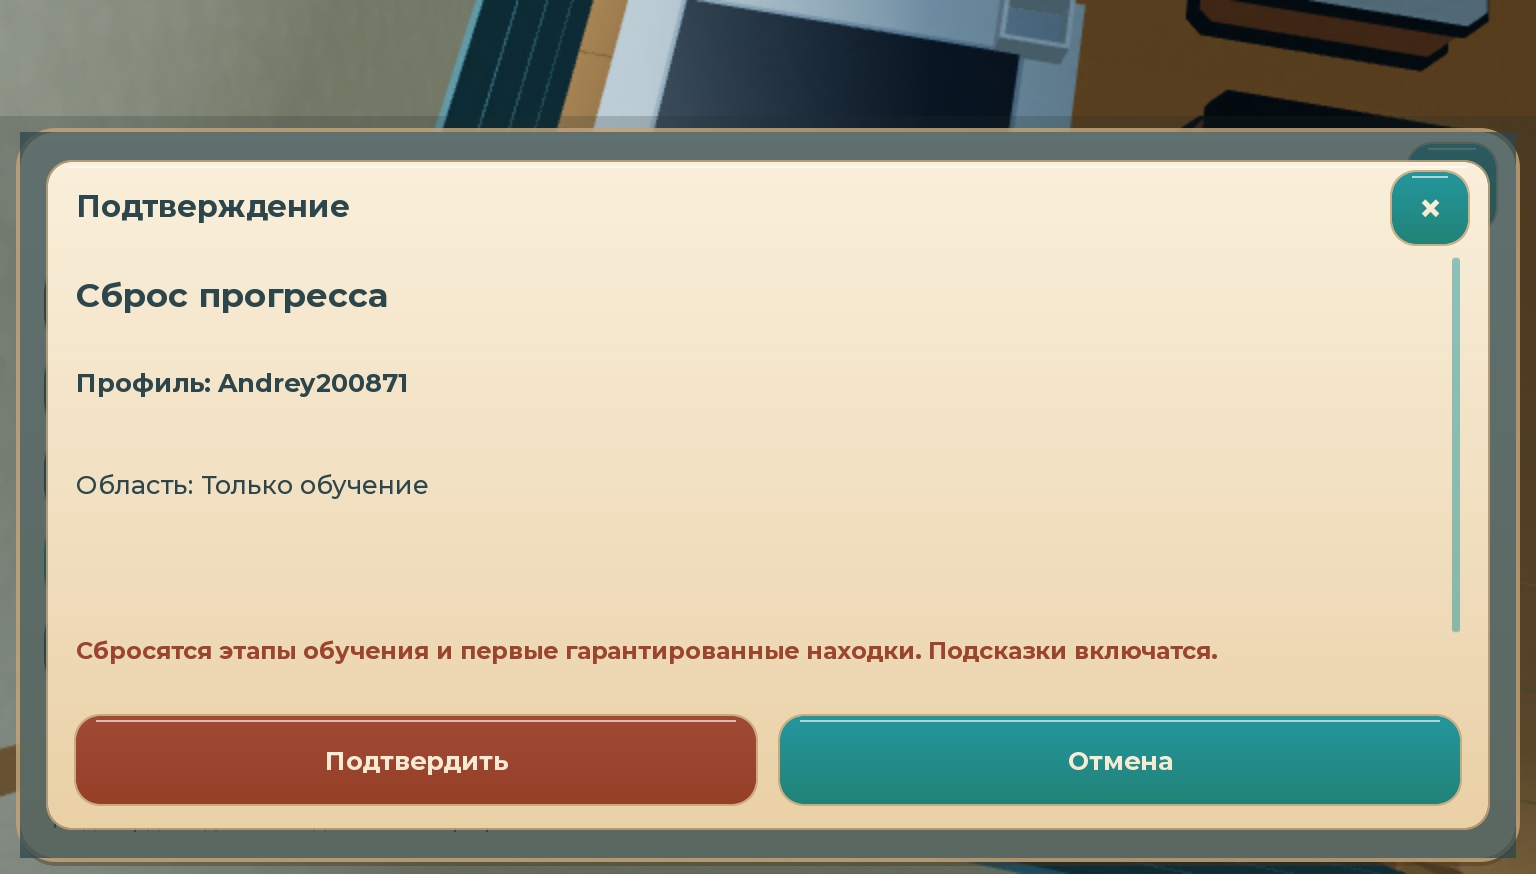 Подтверждение
×
Сброс прогресса
Профиль: Andrey200871
Область: Только обучение
Сбросятся этапы обучения и первые гарантированные находки. Подсказки включатся.
Подтвердить
Отмена